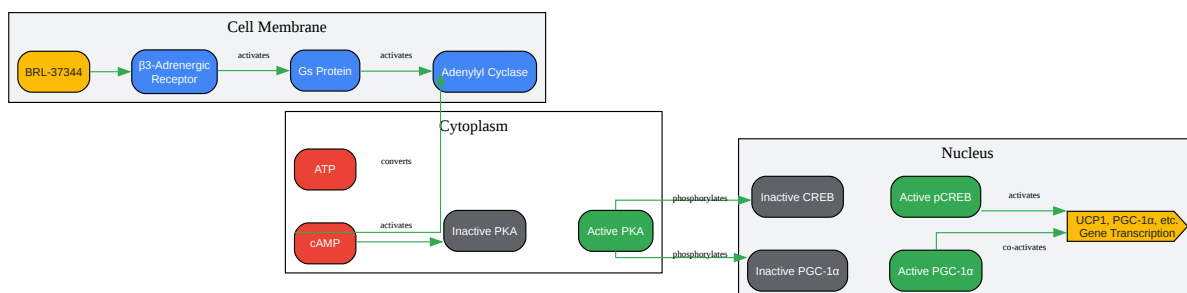 Cell Membrane
BRL-37344
β3-Adrenergic
Receptor
activates
Gs Protein
activates
Adenylyl Cyclase
Cytoplasm
ATP
converts
cAMP
activates
Inactive PKA
Active PKA
phosphorylates
phosphorylates
Nucleus
Inactive CREB
Active pCREB
activates
UCP1, PGC-1α, etc.
Gene Transcription
co-activates
Inactive PGC-1α
Active PGC-1α